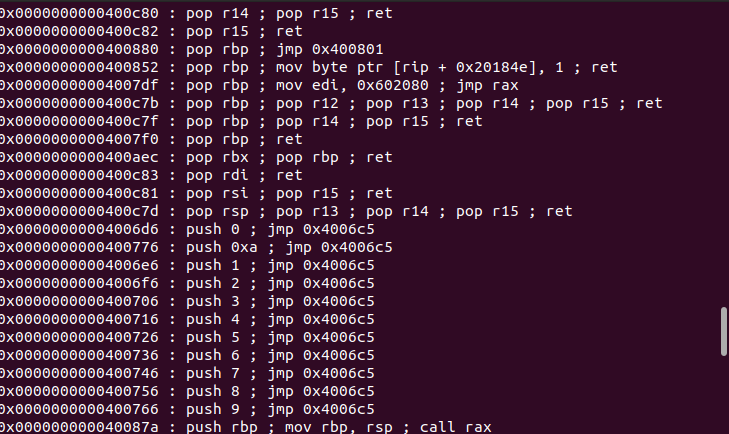 0x0000000000400c80 : pop r14 ; pop r15 ; ret
0x0000000000400c82 : pop r15 ; ret
0x0000000000400880 : pop rbp ; jmp 0x400801
0x0000000000400852 : pop rbp ; mov byte ptr [rip + 0x20184e], 1 ; ret
0x00000000004007df : pop rbp ; mov edi, 0x602080 ; jmp rax
0x0000000000400c7b : pop rbp ; pop r12 ; pop r13 ; pop r14 ; pop r15 ; ret
0x0000000000400c7f : pop rbp ; pop r14 ; pop r15 ; ret
0x00000000004007f0 : pop rbp ; ret
0x0000000000400aec : pop rbx ; pop rbp ; ret
0x0000000000400c83 : pop rdi ; ret
0x0000000000400c81 : pop rsi ; pop r15 ; ret
0x0000000000400c7d : pop rsp ; pop r13 ; pop r14 ; pop r15 ; ret
0x00000000004006d6 : push 0 ; jmp 0x4006c5
0x0000000000400776 : push 0xa ; jmp 0x4006c5
0x00000000004006e6 : push 1 ; jmp 0x4006c5
0x00000000004006f6 : push 2 ; jmp 0x4006c5
0x0000000000400706 : push 3 ; jmp 0x4006c5
0x0000000000400716 : push 4 ; jmp 0x4006c5
0x0000000000400726 : push 5 ; jmp 0x4006c5
0x0000000000400736 : push 6 ; jmp 0x4006c5
0x0000000000400746 : push 7 ; jmp 0x4006c5
0x0000000000400756 : push 8 ; jmp 0x4006c5
0x0000000000400766 : push 9 ; jmp 0x4006c5
0x000000000040087a : push rbp ; mov rbp, rsp ; call rax